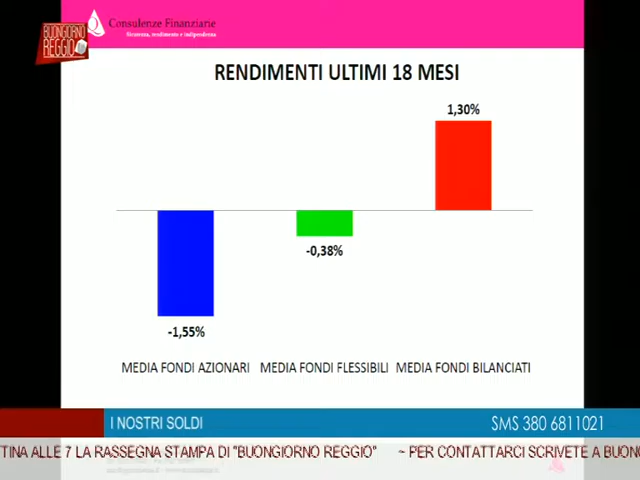 Consulenze Finanziarie
Sicurezza, rendimento e indipendenza
BUONGIORNO
REGGIO
RENDIMENTI ULTIMI 18 MESI
1,30%
-0,38%
-1,55%
MEDIA FONDI AZIONARI MEDIA FONDI FLESSIBILI MEDIA FONDI BILANCIATI
I NOSTRI SOLDI SMS 380 6811021
TTINA ALLE 7 LA RASSEGNA STAMPA DI "BUONGIORNO REGGIO" ~ PER CONTATTARCI SCRIVETE A BUONG